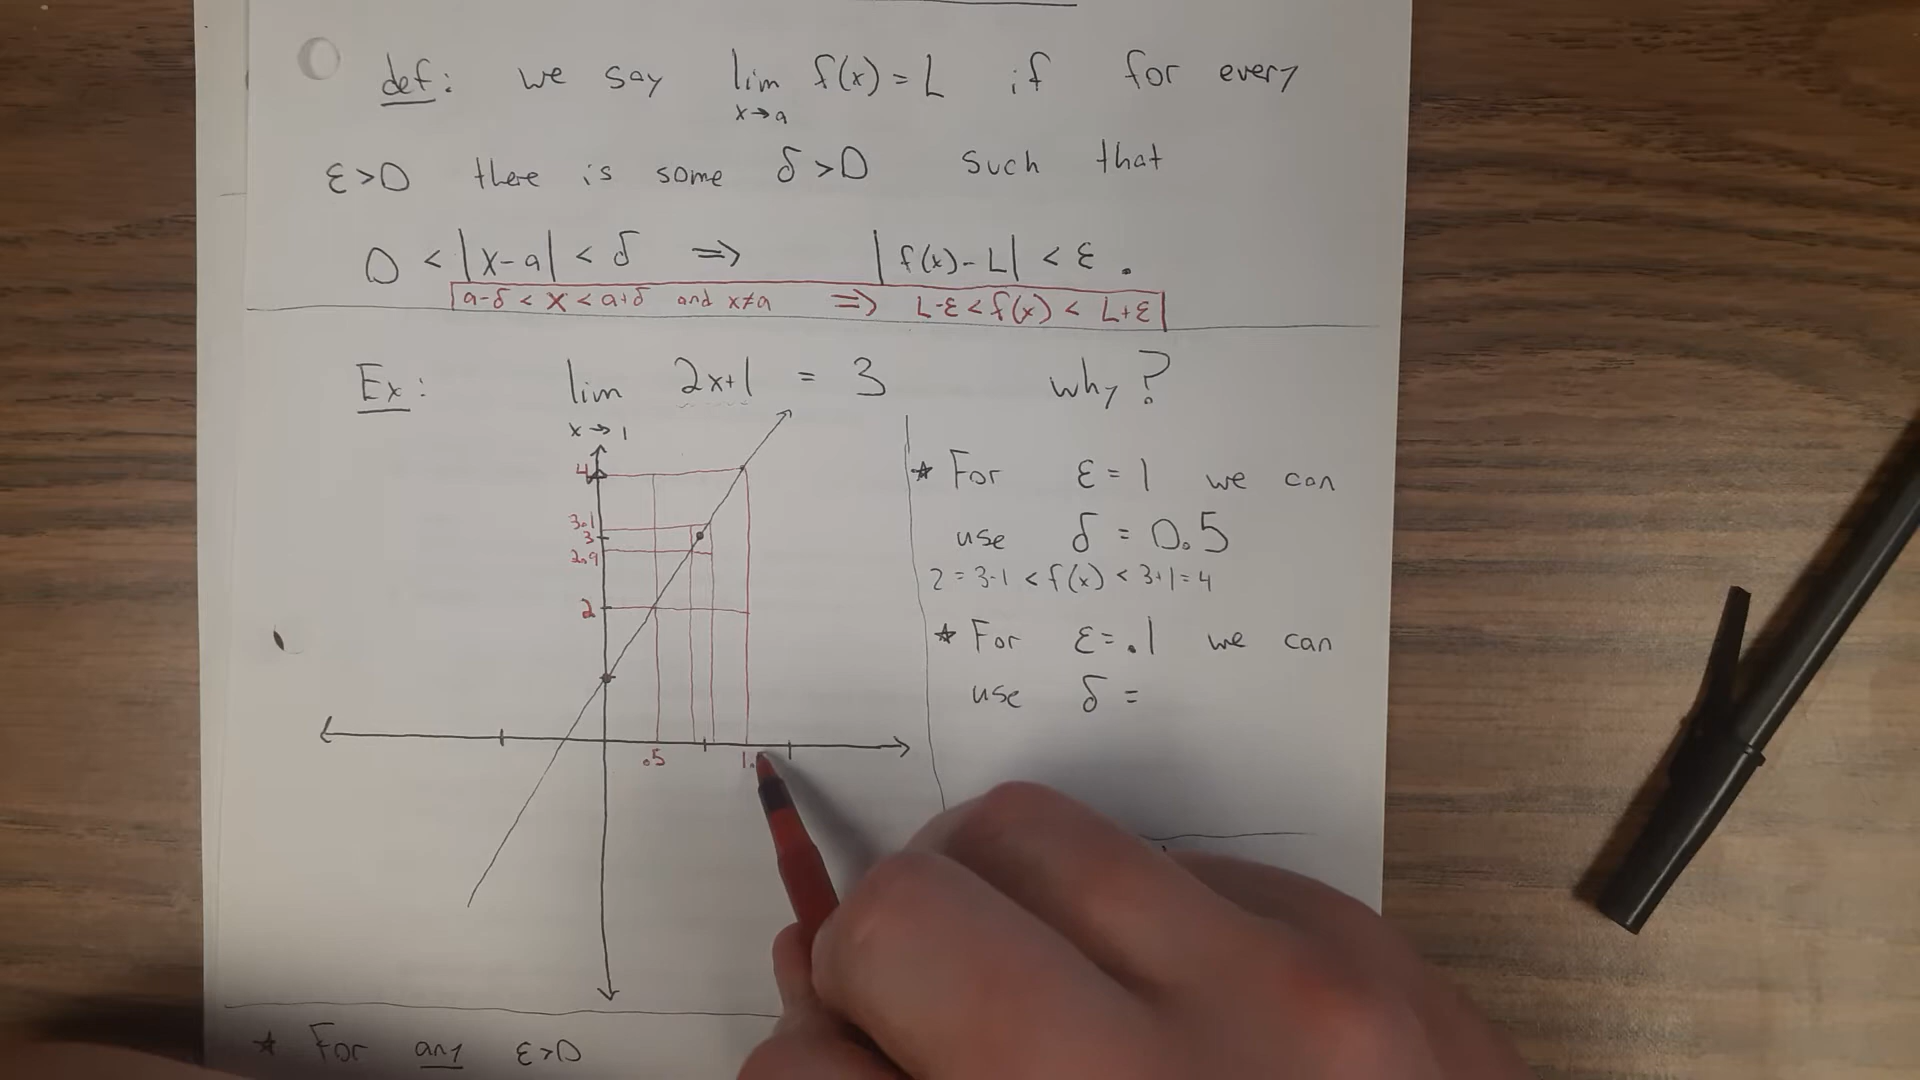 def: we say lim f(x) = L if for every
x→a
ε>0 there is some δ>0 such that
0 < |x-a| < δ ⇒ |f(x)-L| < ε .
a-δ < x < a+δ and x≠a ⇒ L-ε < f(x) < L+ε
Ex: lim 2x+1 = 3 why?
x→1
4
3.1
3
2.9
2
.5 1.
* For ε = 1 we can
use δ = 0.5
2 = 3-1 < f(x) < 3+1 = 4
* For ε = .1 we can
use δ =
* For any ε>0